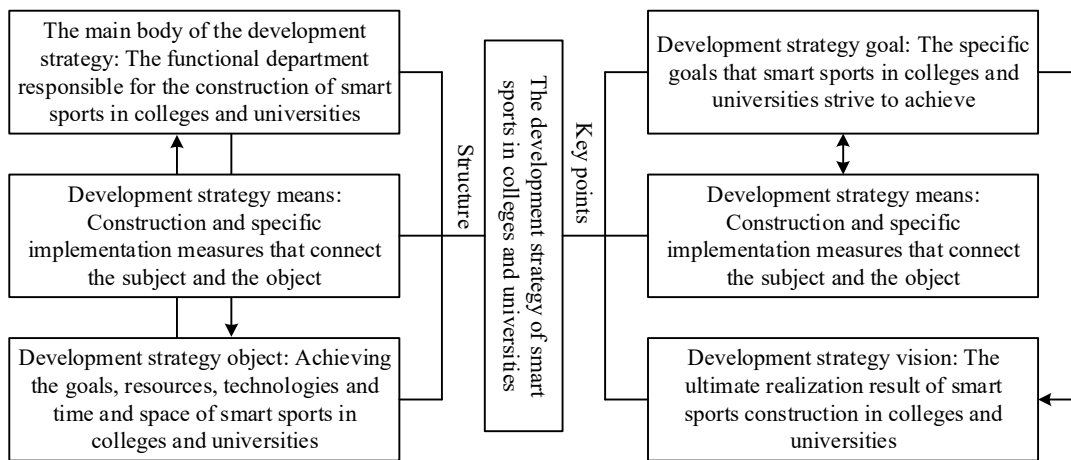 The main body of the development
strategy: The functional department
responsible for the construction of smart
sports in colleges and universities
Development strategy means:
Construction and specific
implementation measures that connect
the subject and the object
Development strategy object: Achieving
the goals, resources, technologies and
time and space of smart sports in
colleges and universities
Structure
The development strategy of smart
sports in colleges and universities
Key points
Development strategy goal: The specific
goals that smart sports in colleges and
universities strive to achieve
Development strategy means:
Construction and specific
implementation measures that connect
the subject and the object
Development strategy vision: The
ultimate realization result of smart
sports construction in colleges and
universities